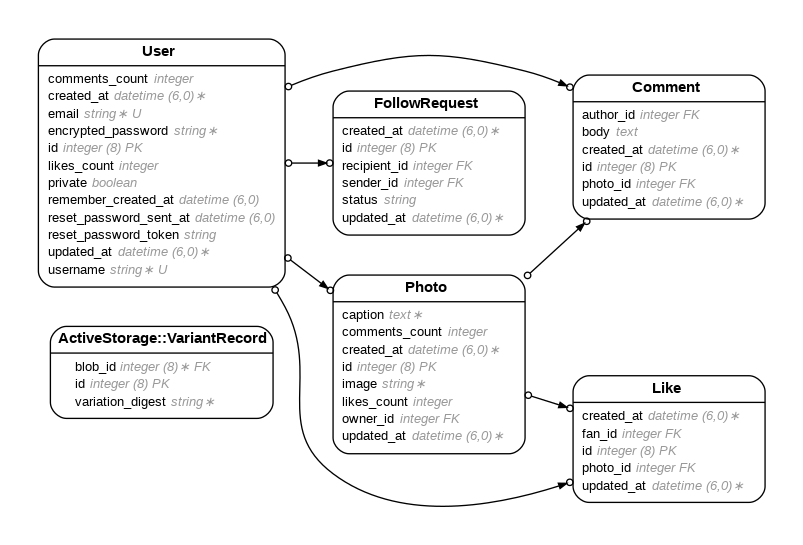 User
comments_count integer
created_at datetime (6,0)∗
email string∗ U
encrypted_password string∗
id integer (8) PK
likes_count integer
private boolean
remember_created_at datetime (6,0)
reset_password_sent_at datetime (6,0)
reset_password_token string
updated_at datetime (6,0)∗
username string∗ U
ActiveStorage::VariantRecord
blob_id integer (8)∗ FK
id integer (8) PK
variation_digest string∗
FollowRequest
created_at datetime (6,0)∗
id integer (8) PK
recipient_id integer FK
sender_id integer FK
status string
updated_at datetime (6,0)∗
Photo
caption text∗
comments_count integer
created_at datetime (6,0)∗
id integer (8) PK
image string∗
likes_count integer
owner_id integer FK
updated_at datetime (6,0)∗
Comment
author_id integer FK
body text
created_at datetime (6,0)∗
id integer (8) PK
photo_id integer FK
updated_at datetime (6,0)∗
Like
created_at datetime (6,0)∗
fan_id integer FK
id integer (8) PK
photo_id integer FK
updated_at datetime (6,0)∗